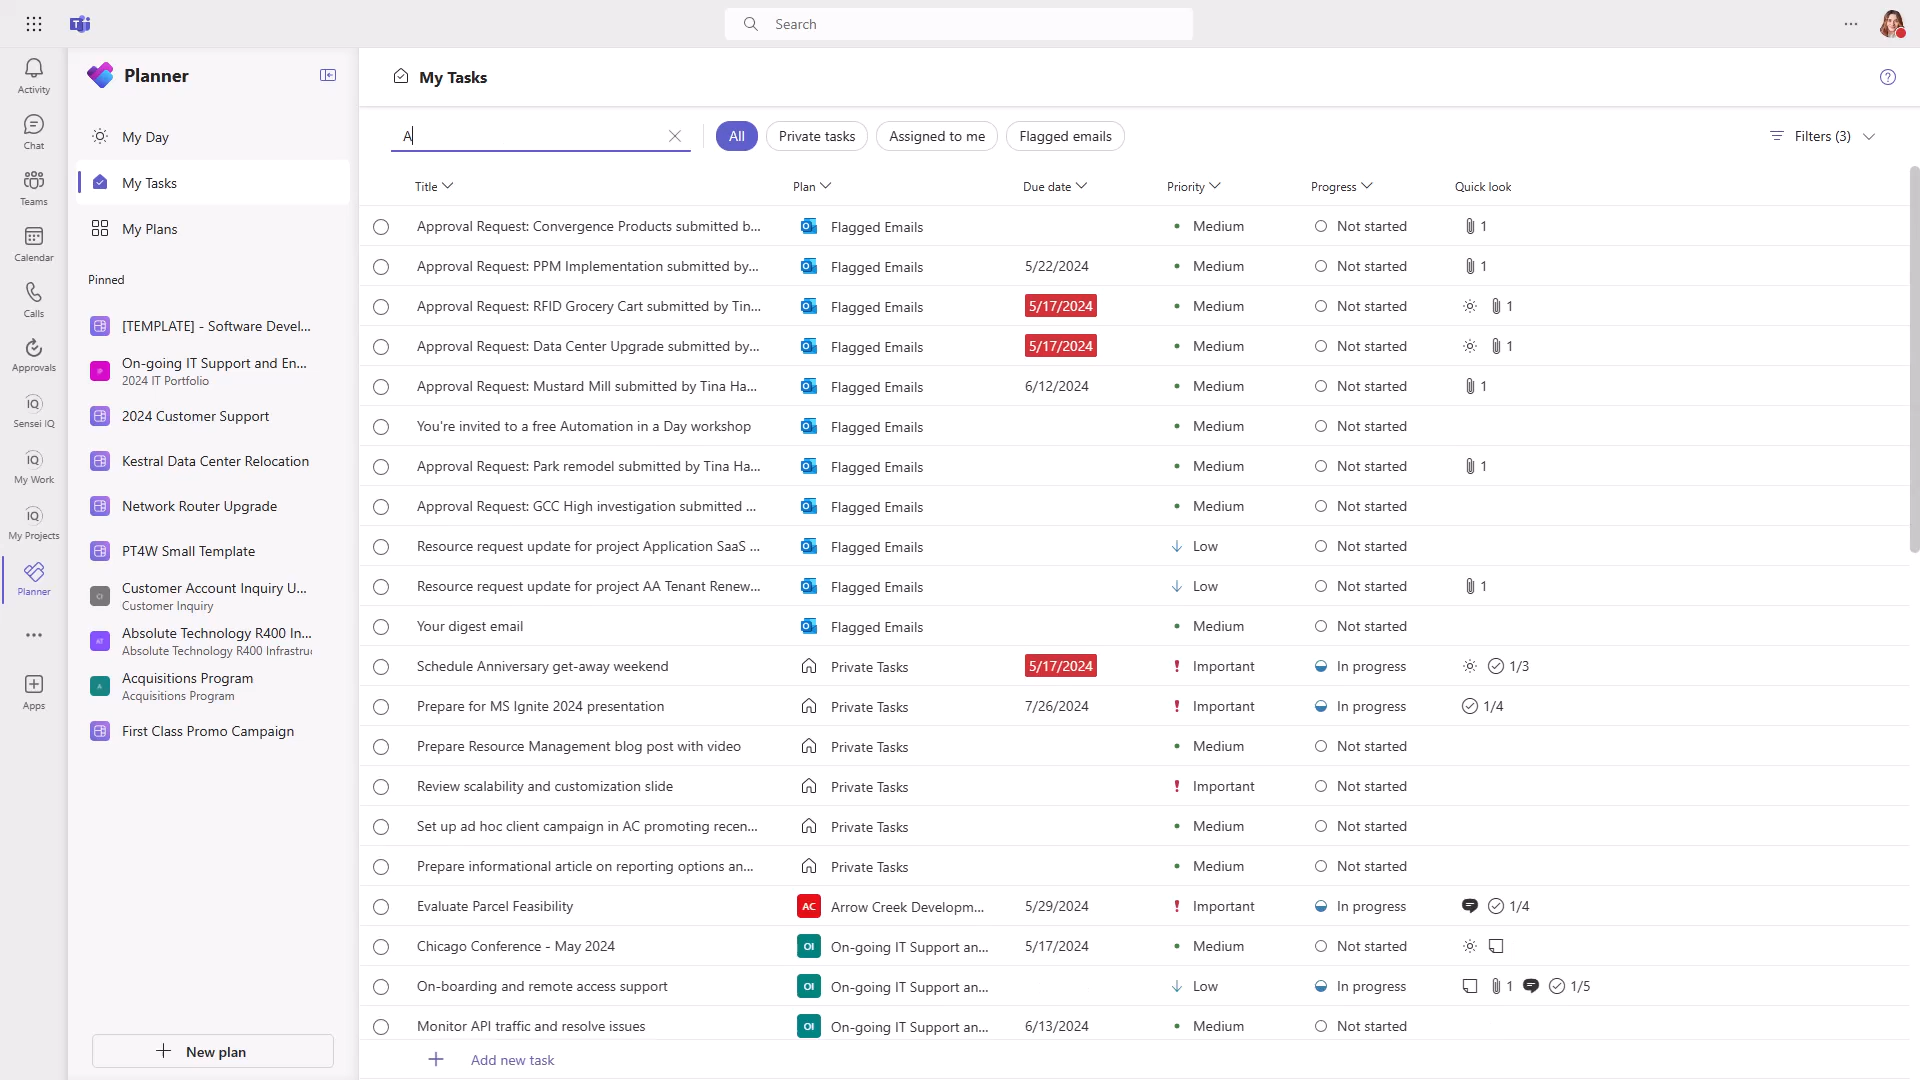 Search
Activity
Chat
Teams
Calendar
Calls
Approvals
IQ
Sensei IQ
IQ
My Work
IQ
My Projects
Planner
Apps
Planner
My Day
My Tasks
My Plans
Pinned
[TEMPLATE] - Software Devel...
On-going IT Support and En...
2024 IT Portfolio
2024 Customer Support
Kestral Data Center Relocation
Network Router Upgrade
PT4W Small Template
Customer Account Inquiry U...
Customer Inquiry
Absolute Technology R400 In...
Absolute Technology R400 Infrastru
Acquisitions Program
Acquisitions Program
First Class Promo Campaign
New plan
My Tasks
A All Private tasks Assigned to me Flagged emails Filters (3)
Title Plan Due date Priority Progress Quick look
Approval Request: Convergence Products submitted b... Flagged Emails Medium Not started 1
Approval Request: PPM Implementation submitted by... Flagged Emails 5/22/2024 Medium Not started 1
Approval Request: RFID Grocery Cart submitted by Tin... Flagged Emails 5/17/2024 Medium Not started 1
Approval Request: Data Center Upgrade submitted by... Flagged Emails 5/17/2024 Medium Not started 1
Approval Request: Mustard Mill submitted by Tina Ha... Flagged Emails 6/12/2024 Medium Not started 1
You're invited to a free Automation in a Day workshop Flagged Emails Medium Not started
Approval Request: Park remodel submitted by Tina Ha... Flagged Emails Medium Not started 1
Approval Request: GCC High investigation submitted ... Flagged Emails Medium Not started
Resource request update for project Application SaaS ... Flagged Emails Low Not started
Resource request update for project AA Tenant Renew... Flagged Emails Low Not started 1
Your digest email Flagged Emails Medium Not started
Schedule Anniversary get-away weekend Private Tasks 5/17/2024 Important In progress 1/3
Prepare for MS Ignite 2024 presentation Private Tasks 7/26/2024 Important In progress 1/4
Prepare Resource Management blog post with video Private Tasks Medium Not started
Review scalability and customization slide Private Tasks Important Not started
Set up ad hoc client campaign in AC promoting recen... Private Tasks Medium Not started
Prepare informational article on reporting options an... Private Tasks Medium Not started
Evaluate Parcel Feasibility AC Arrow Creek Developm... 5/29/2024 Important In progress 1/4
Chicago Conference - May 2024 OI On-going IT Support an... 5/17/2024 Medium Not started
On-boarding and remote access support OI On-going IT Support an... Low In progress 1 1/5
Monitor API traffic and resolve issues OI On-going IT Support an... 6/13/2024 Medium Not started
Add new task